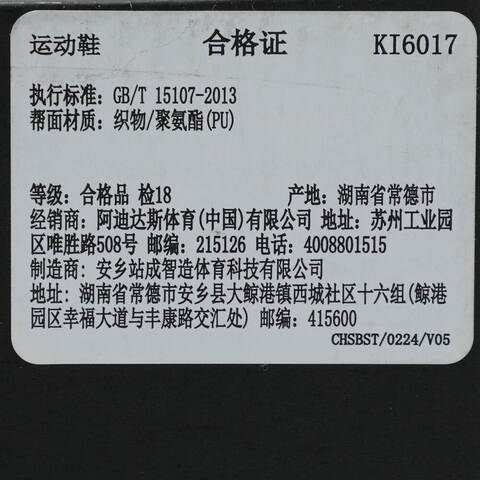 运动鞋 合格证 KI6017
执行标准: GB/T 15107-2013
帮面材质: 织物/聚氨酯(PU)
等级: 合格品 检18 产地: 湖南省常德市
经销商: 阿迪达斯体育(中国)有限公司 地址: 苏州工业园
区唯胜路508号 邮编: 215126 电话: 4008801515
制造商: 安乡站成智造体育科技有限公司
地址: 湖南省常德市安乡县大鲸港镇西城社区十六组(鲸港
园区幸福大道与丰康路交汇处) 邮编: 415600
CHSBST/0224/V05